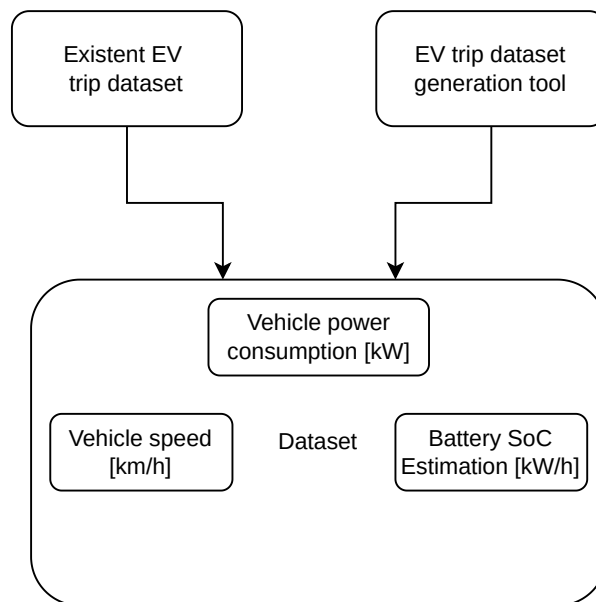 Existent EV
trip dataset
EV trip dataset
generation tool
Vehicle power
consumption [kW]
Vehicle speed
[km/h]
Dataset
Battery SoC
Estimation [kW/h]